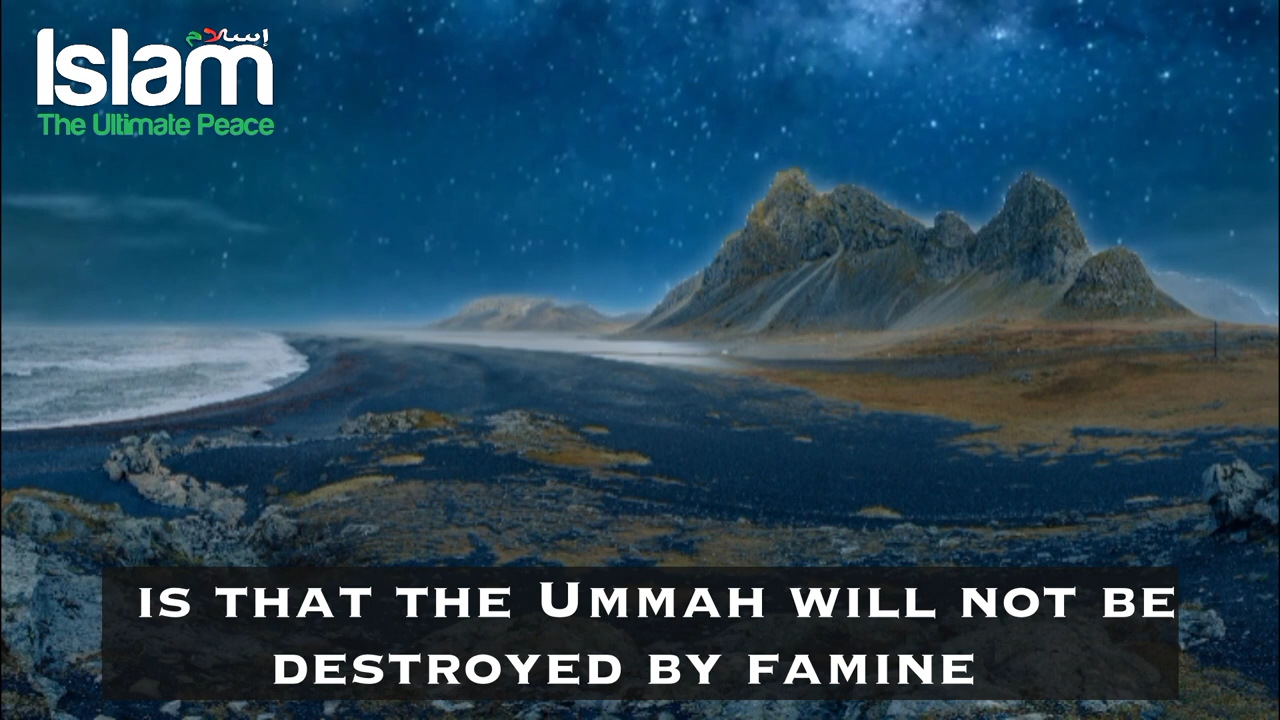 إسلام
Islam
The Ultimate Peace
is that the Ummah will not be
destroyed by famine